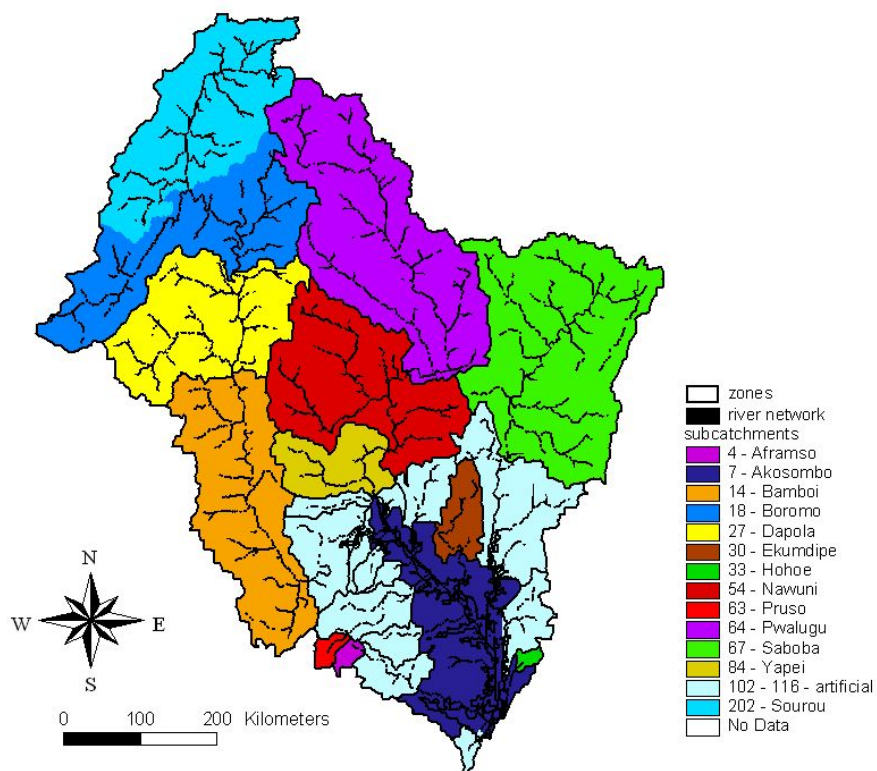 zones
river network
subcatchments
4 - Aframso
7 - Akosombo
14 - Bamboi
18 - Boromo
27 - Dapola
30 - Ekumdipe
33 - Hohoe
54 - Nawuni
63 - Pruso
64 - Pwalugu
67 - Saboba
84 - Yapei
102 - 116 - artificial
202 - Sourou
No Data
N
W E
S
0 100 200 Kilometers